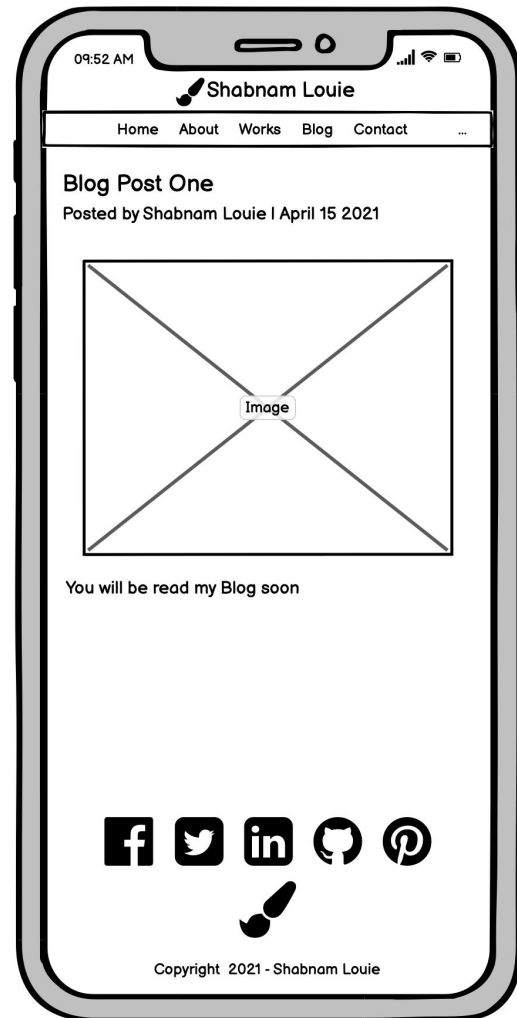 09:52 AM
Shabnam Louie
Home About Works Blog Contact ...
Blog Post One
Posted by Shabnam Louie | April 15 2021
Image
You will be read my Blog soon
Copyright 2021 - Shabnam Louie